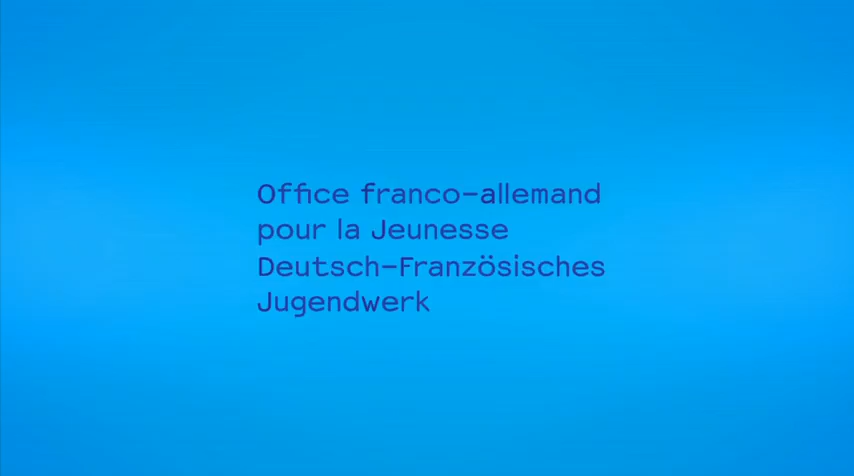 Office franco-allemand
pour la Jeunesse
Deutsch-Französisches
Jugendwerk